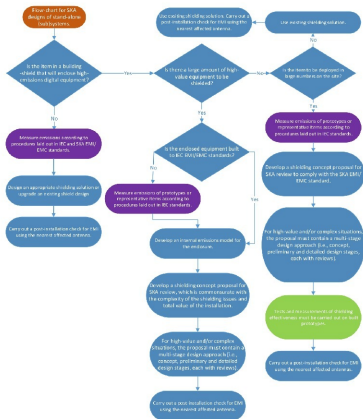 Flow-chart for SKA
designs of stand-alone
(sub)systems
Is the item in a building
-shield that will enclose high-
emissions digital equipment ?
Yes
No
Measure emissions according to
procedures laid out in IEC and SKA EMI/
EMC standards.
Design an appropriate shielding solution or
upgrade an existing shield design
Carry out a post-installation check for EMI
using the nearest affected antenna.
Use existing shielding solution. Carry out a
post installation check for EMI using the
nearest affected antenna.
Is there a large amount of
high-value equipment to be
shielded?
Yes
Is the enclosed equipment built
to IEC EMI/EMC standards?
No
Yes
Measure emissions of prototypes or
representative items according to
procedures laid out in IEC standards.
Develop an internal emissions model for
the enclosure.
Develop a shielding concept proposal for
SKA review, which is commensurate with
the complexity of the shielding issues and
total value of the installation.
For high-value and/or complex
situations, the proposal must contain a
multi-stage design approach (i.e.,
concept, preliminary and detailed
design stages, each with reviews).
Carry out a post installation check for EMI
using the nearest affected antenna.
Use existing shielding solution.
No
Is the item to be deployed in
large numbers on the site?
Yes
Measure emissions of prototypes or
representative items according to
procedures laid out in IEC standards.
Develop a shielding concept proposal for
SKA review to comply with the SKA EMI/
EMC standard.
For high-value and/or complex situations,
the proposal must contain a multi-stage
design approach (i.e., concept,
preliminary and detailed design stages,
each with reviews).
Tests and measurements of shielding
effectiveness must be carried out on built
prototypes.
Carry out a post installation check for EMI
using the nearest affected antenna.